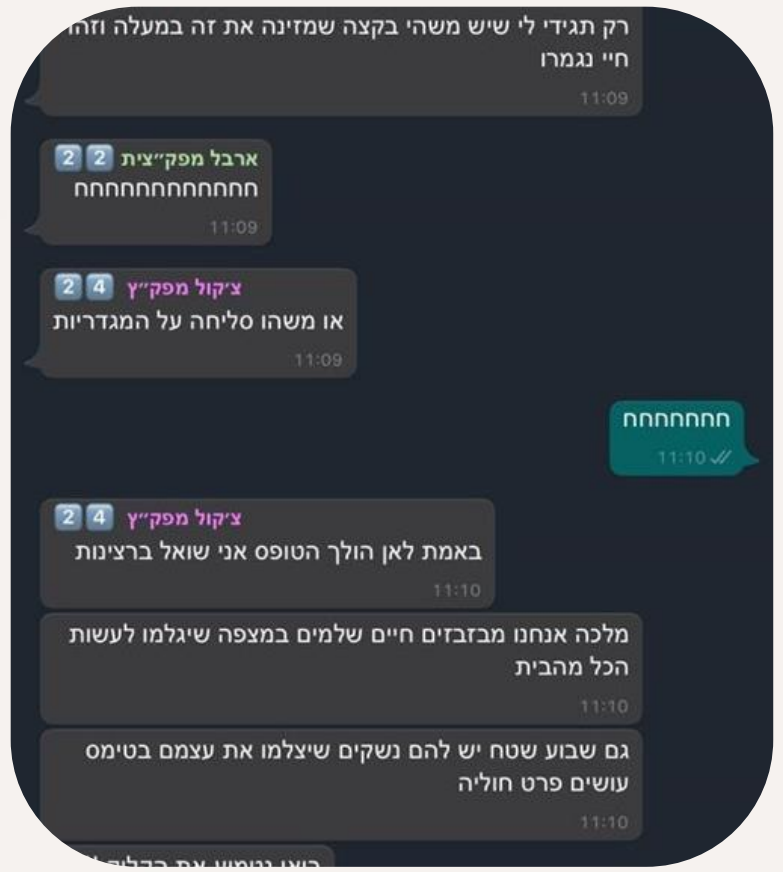 רק תגידי לי שיש משהי בקצה שמזינה את זה במעלה
חיי נגמרו
11:09
ארבל מפק״צית 2 2
חחחחחחחחחחחח
11:09
צ׳קול מפק״ץ 4 2
או משהו סליחה על המגדריות
11:09
חחחחחחח
11:10
צ׳קול מפק״ץ 4 2
באמת לאן הולך הטופס אני שואל ברצינות
11:10
מלכה אנחנו מבזבזים חיים שלמים במצפה שיגלמו לעשות
הכל מהבית
11:10
גם שבוע שטח יש להם נשקים שיצלמו את עצמם בטימס
עושים פרט חוליה
11:10